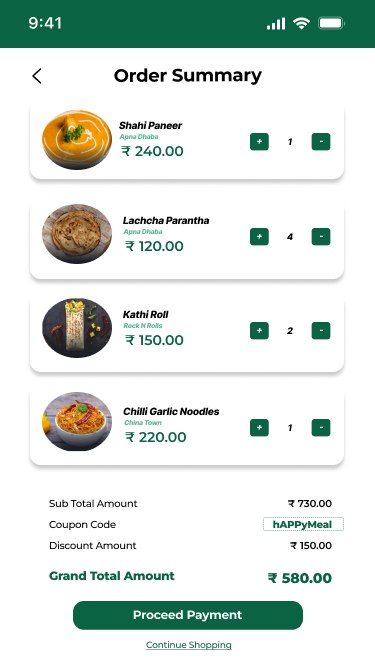 9:41
Order Summary
Shahi Paneer
Apna Dhaba
₹ 240.00
+ 1 -
Lachcha Parantha
Apna Dhaba
₹ 120.00
+ 4 -
Kathi Roll
Rock N Rolls
₹ 150.00
+ 2 -
Chilli Garlic Noodles
China Town
₹ 220.00
+ 1 -
Sub Total Amount ₹ 730.00
Coupon Code hAPPyMeal
Discount Amount ₹ 150.00
Grand Total Amount ₹ 580.00
Proceed Payment
Continue Shopping